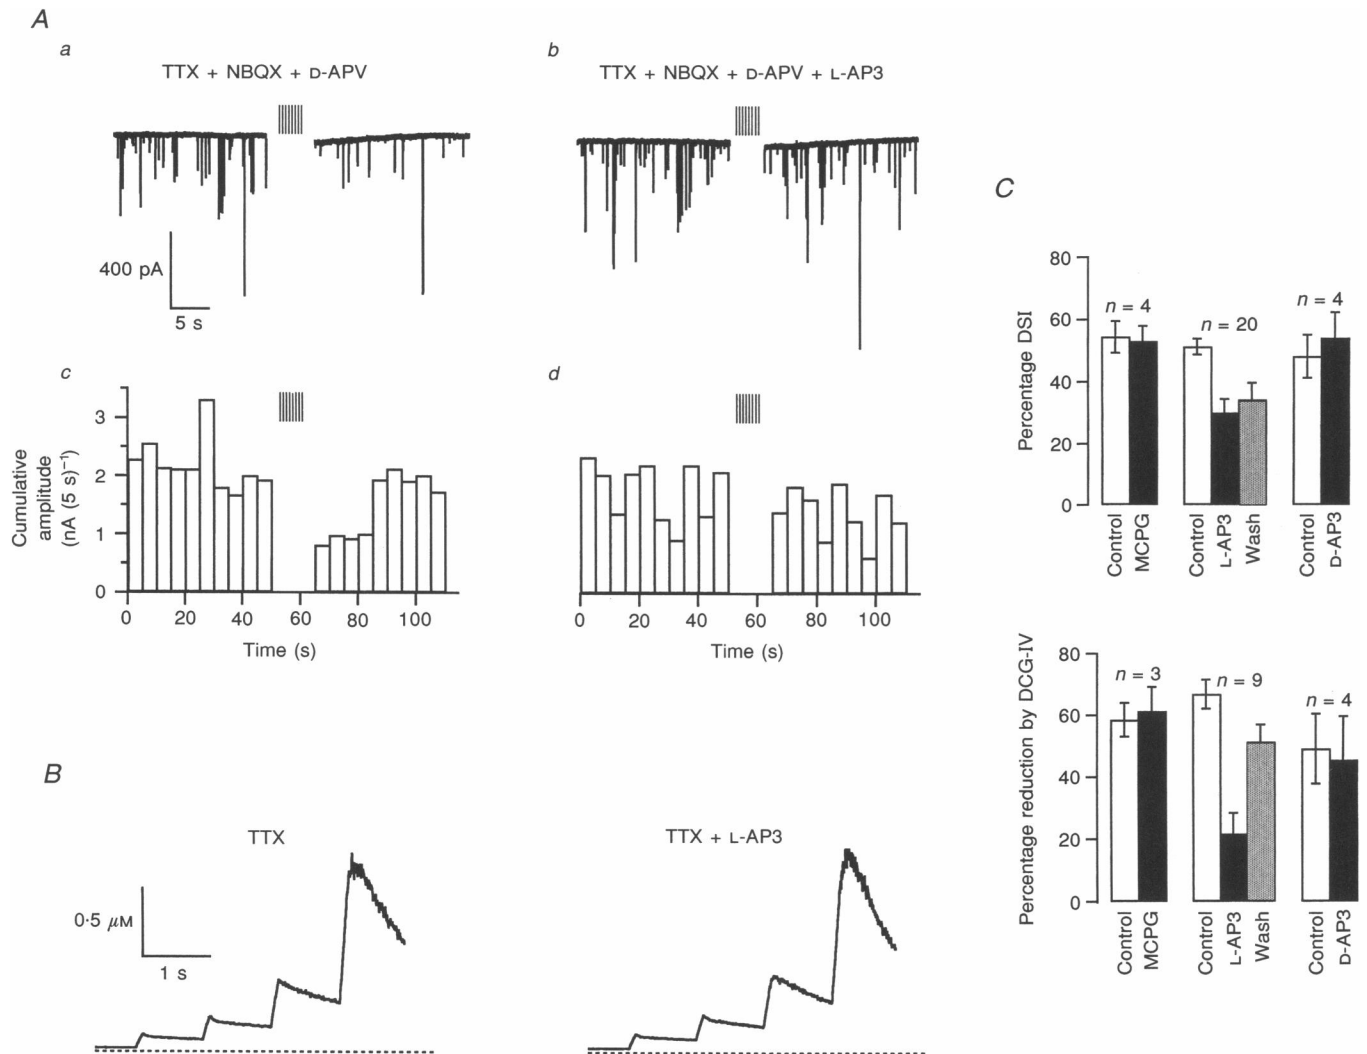 A
a
TTX + NBQX + D-APV
400 pA
5 s
b
TTX + NBQX + D-APV + L-AP3
c
Cumulative
amplitude
(nA (5 s)⁻¹)
3
2
1
0
0 20 40 60 80 100
Time (s)
d
0 20 40 60 80 100
Time (s)
B
TTX
0·5 μM
1 s
TTX + L-AP3
C
Percentage DSI
80
60
40
20
0
n = 4
n = 20
n = 4
Control
MCPG
Control
L-AP3
Wash
Control
D-AP3
Percentage reduction by DCG-IV
80
60
40
20
0
n = 3
n = 9
n = 4
Control
MCPG
Control
L-AP3
Wash
Control
D-AP3